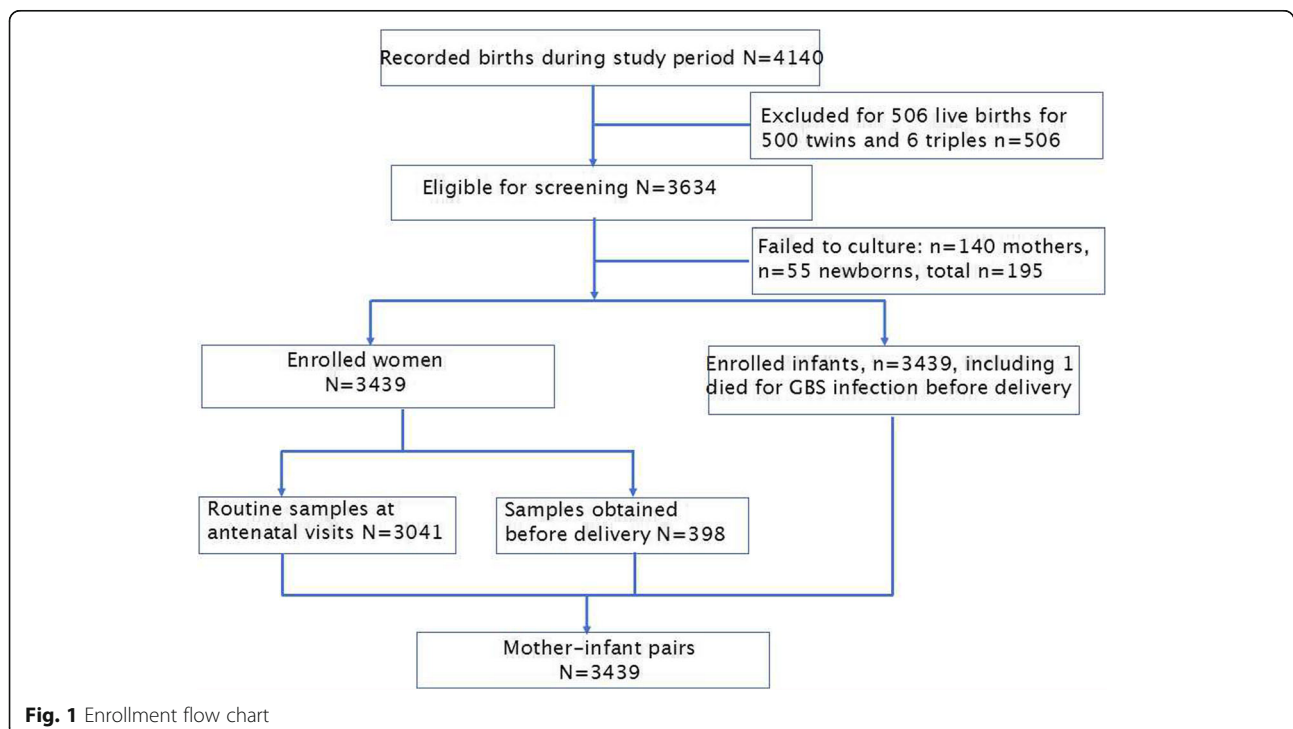 Recorded births during study period N=4140
Excluded for 506 live births for
500 twins and 6 triples n=506
Eligible for screening N=3634
Failed to culture: n=140 mothers,
n=55 newborns, total n=195
Enrolled women
N=3439
Enrolled infants, n=3439, including 1
died for GBS infection before delivery
Routine samples at
antenatal visits N=3041
Samples obtained
before delivery N=398
Mother-infant pairs
N=3439
Fig. 1 Enrollment flow chart